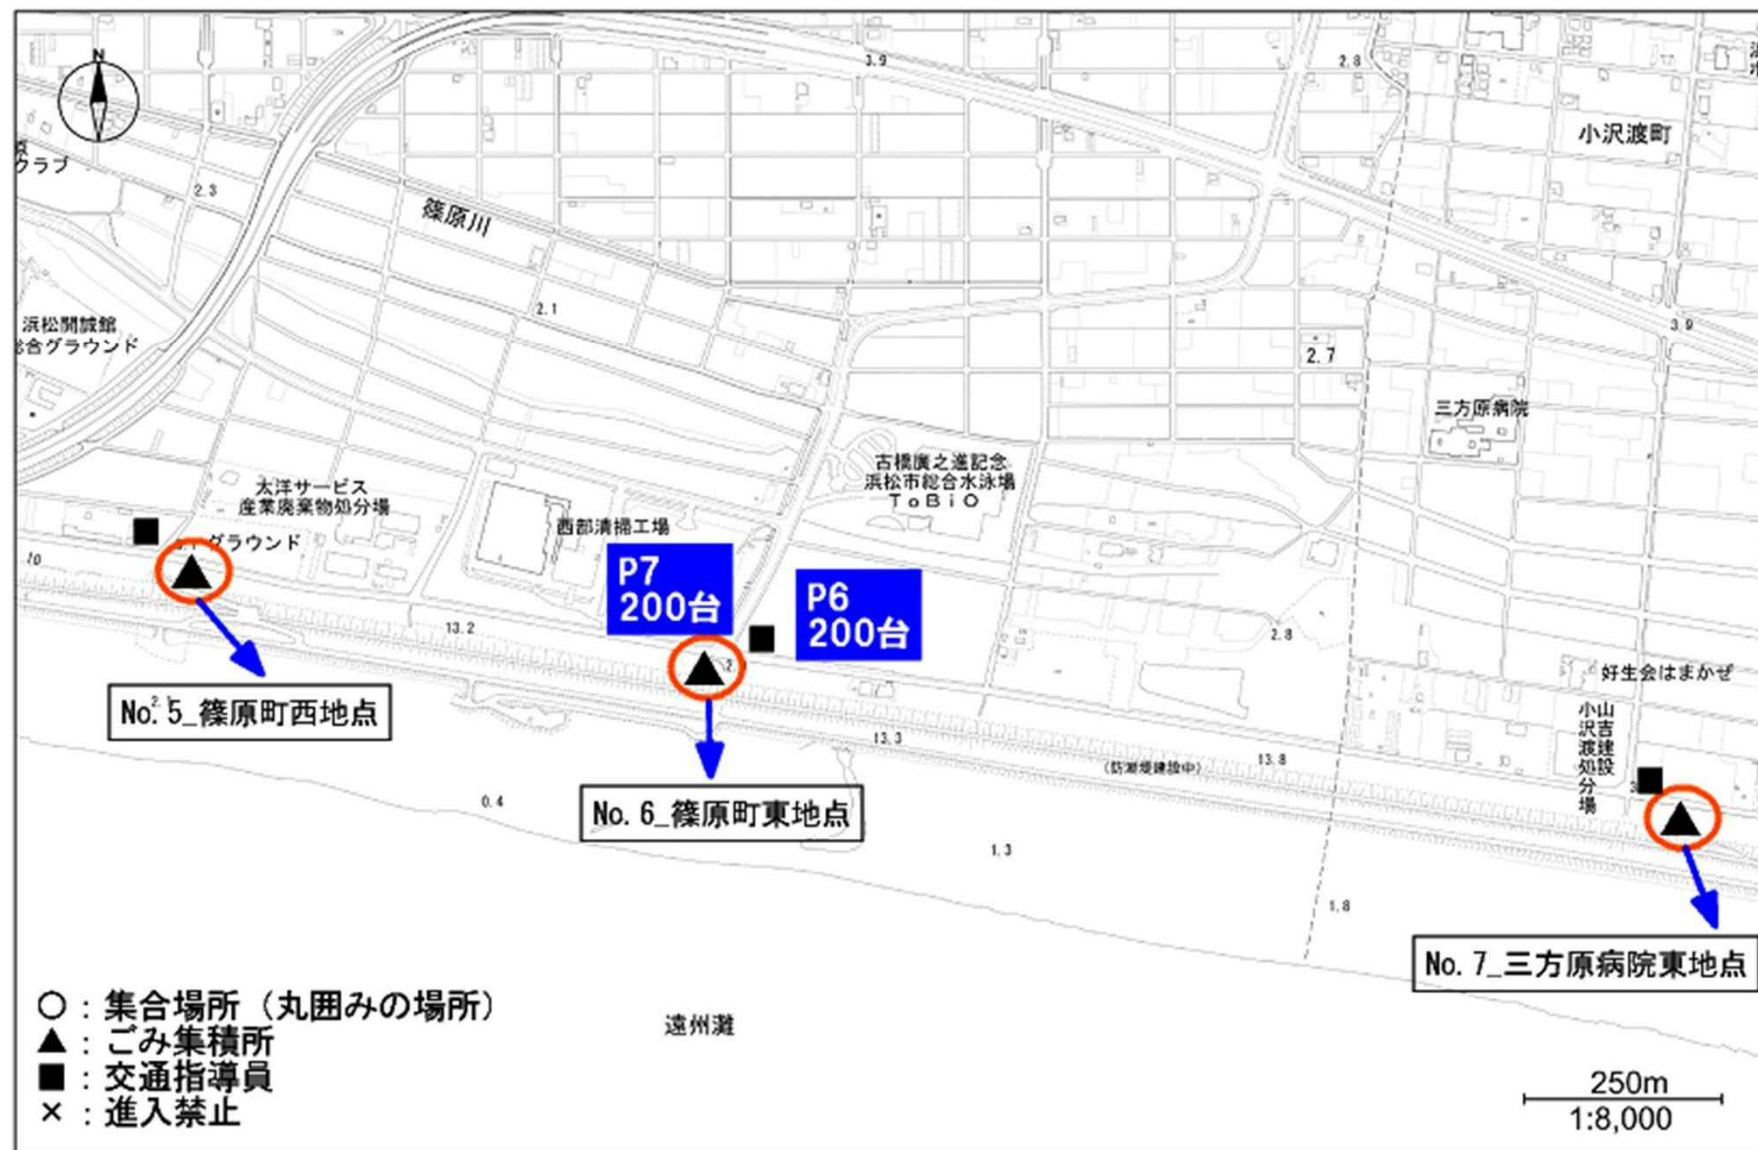 N
3.9
2.8
小沢渡町
クラブ
2.3
篠原川
2.1
浜松開誠館
総合グラウンド
3.9
2.7
三方原病院
古橋廣之進記念
浜松市総合水泳場
ToBiO
太洋サービス
産業廃棄物処分場
西部清掃工場
グラウンド
10
P7
200台
P6
200台
13.2
2.8
好生会はまかぜ
山吉建設
小沢渡処分場
No. 5_篠原町西地点
13.3
(防潮堤建設中)
13.8
0.4
No. 6_篠原町東地点
1.3
1.8
No. 7_三方原病院東地点
○：集合場所（丸囲みの場所）
▲：ごみ集積所
■：交通指導員
×：進入禁止
遠州灘
250m
1:8,000